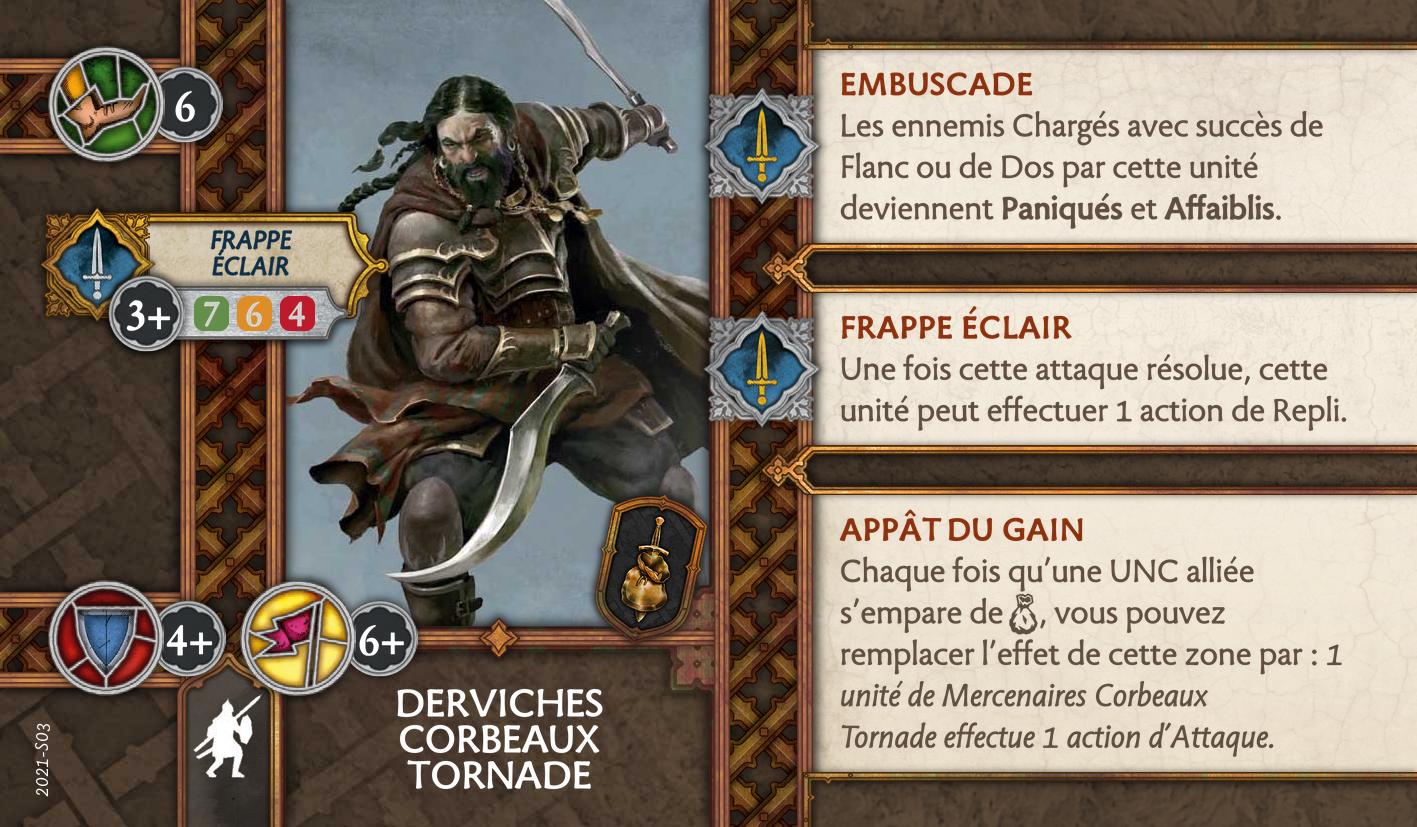 6
FRAPPE
ÉCLAIR
3+ 7 6 4
4+ 6+
DERVICHES
CORBEAUX
TORNADE
2021-S03
EMBUSCADE
Les ennemis Chargés avec succès de
Flanc ou de Dos par cette unité
deviennent Paniqués et Affaiblis.
FRAPPE ÉCLAIR
Une fois cette attaque résolue, cette
unité peut effectuer 1 action de Repli.
APPÂT DU GAIN
Chaque fois qu'une UNC alliée
s'empare de , vous pouvez
remplacer l'effet de cette zone par : 1
unité de Mercenaires Corbeaux
Tornade effectue 1 action d'Attaque.